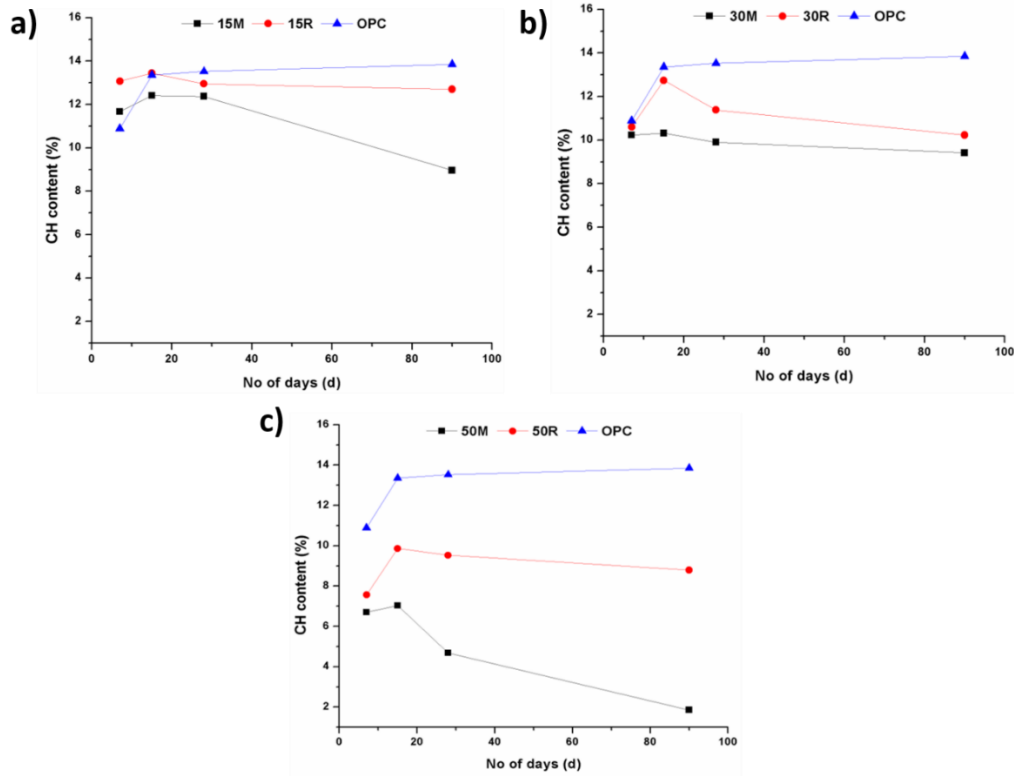 a)
15M 15R OPC
16
14
12
10
8
6
4
2
CH content (%)
0 20 40 60 80 100
No of days (d)
b)
30M 30R OPC
16
14
12
10
8
6
4
2
CH content (%)
0 20 40 60 80 100
No of days (d)
c)
50M 50R OPC
16
14
12
10
8
6
4
2
CH content (%)
0 20 40 60 80 100
No of days (d)